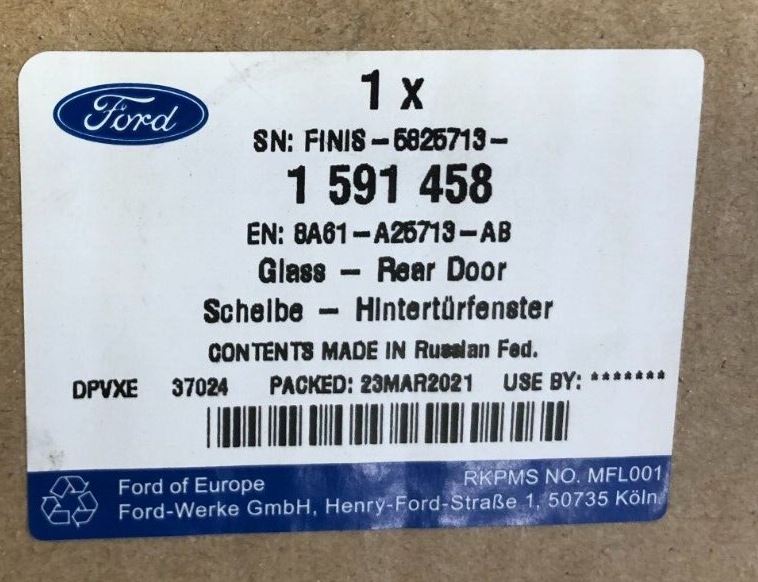 Ford
1 x
SN: FINIS-5825713-
1 591 458
EN: 8A61-A25713-AB
Glass - Rear Door
Scheibe - Hintertürfenster
CONTENTS MADE IN Russian Fed.
DPVXE 37024 PACKED: 23MAR2021 USE BY: *******
Ford of Europe RKPMS NO. MFL001
Ford-Werke GmbH, Henry-Ford-Straße 1, 50735 Köln